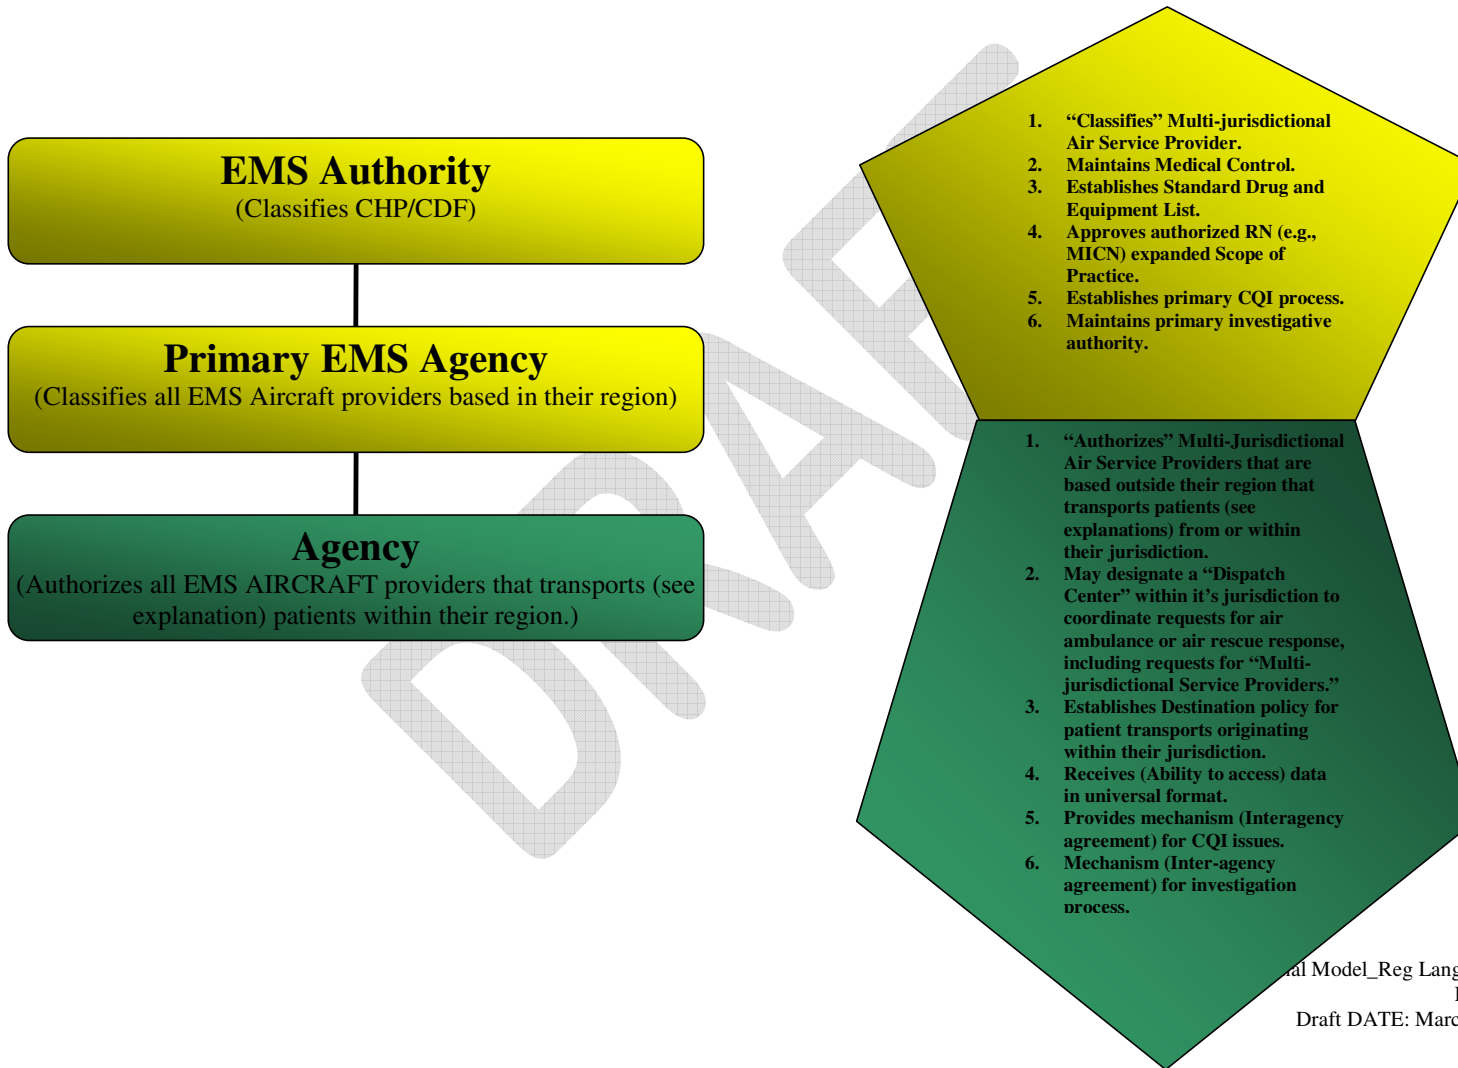 EMS Authority
(Classifies CHP/CDF)
Primary EMS Agency
(Classifies all EMS Aircraft providers based in their region)
Agency
(Authorizes all EMS AIRCRAFT providers that transports (see
explanation) patients within their region.)
DRAF
1. “Classifies” Multi-jurisdictional
Air Service Provider.
2. Maintains Medical Control.
3. Establishes Standard Drug and
Equipment List.
4. Approves authorized RN (e.g.,
MICN) expanded Scope of
Practice.
5. Establishes primary CQI process.
6. Maintains primary investigative
authority.
1. “Authorizes” Multi-Jurisdictional
Air Service Providers that are
based outside their region that
transports patients (see
explanations) from or within
their jurisdiction.
2. May designate a “Dispatch
Center” within it’s jurisdiction to
coordinate requests for air
ambulance or air rescue response,
including requests for “Multi-
jurisdictional Service Providers.”
3. Establishes Destination policy for
patient transports originating
within their jurisdiction.
4. Receives (Ability to access) data
in universal format.
5. Provides mechanism (Interagency
agreement) for CQI issues.
6. Mechanism (Inter-agency
agreement) for investigation
process.
Model_Reg Lang
Draft DATE: Marc